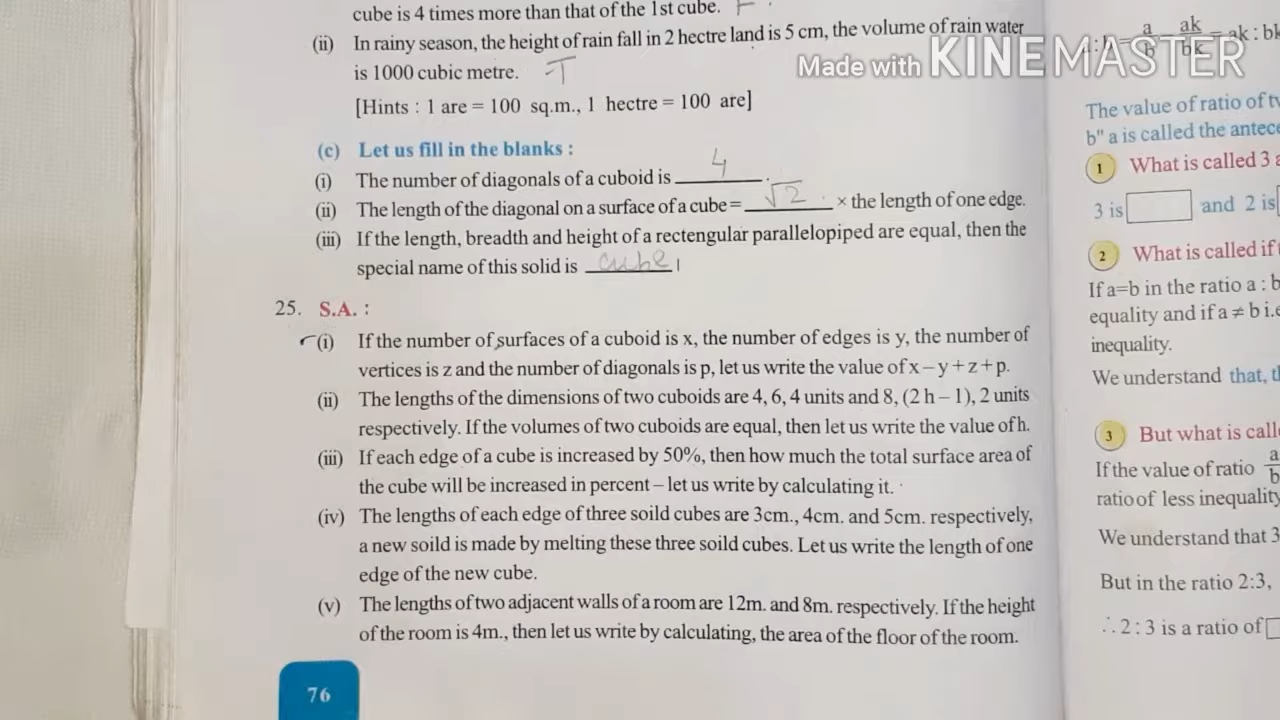 cube is 4 times more than that of the 1st cube. F
(ii) In rainy season, the height of rain fall in 2 hectre land is 5 cm, the volume of rain water
is 1000 cubic metre. T
[Hints : 1 are = 100 sq.m., 1 hectre = 100 are]
(c) Let us fill in the blanks :
(i) The number of diagonals of a cuboid is 4.
(ii) The length of the diagonal on a surface of a cube = √2 × the length of one edge.
(iii) If the length, breadth and height of a rectengular parallelopiped are equal, then the
special name of this solid is cube
25. S.A. :
(i) If the number of surfaces of a cuboid is x, the number of edges is y, the number of
vertices is z and the number of diagonals is p, let us write the value of x – y + z + p.
(ii) The lengths of the dimensions of two cuboids are 4, 6, 4 units and 8, (2 h – 1), 2 units
respectively. If the volumes of two cuboids are equal, then let us write the value of h.
(iii) If each edge of a cube is increased by 50%, then how much the total surface area of
the cube will be increased in percent – let us write by calculating it.
(iv) The lengths of each edge of three soild cubes are 3cm., 4cm. and 5cm. respectively,
a new soild is made by melting these three soild cubes. Let us write the length of one
edge of the new cube.
(v) The lengths of two adjacent walls of a room are 12m. and 8m. respectively. If the height
of the room is 4m., then let us write by calculating, the area of the floor of the room.
76
Made with KINEMASTER
: b = a/b = ak/bk = ak : bk
The value of ratio of
b" a is called the
1 What is called 3
3 is and 2 is
2 What is called if
If a=b in the ratio a : b
equality and if a ≠ b i.e
inequality.
We understand that,
3 But what is
If the value of ratio a/b
ratio of less inequality
We understand that 3
But in the ratio 2:3,
∴ 2 : 3 is a ratio of